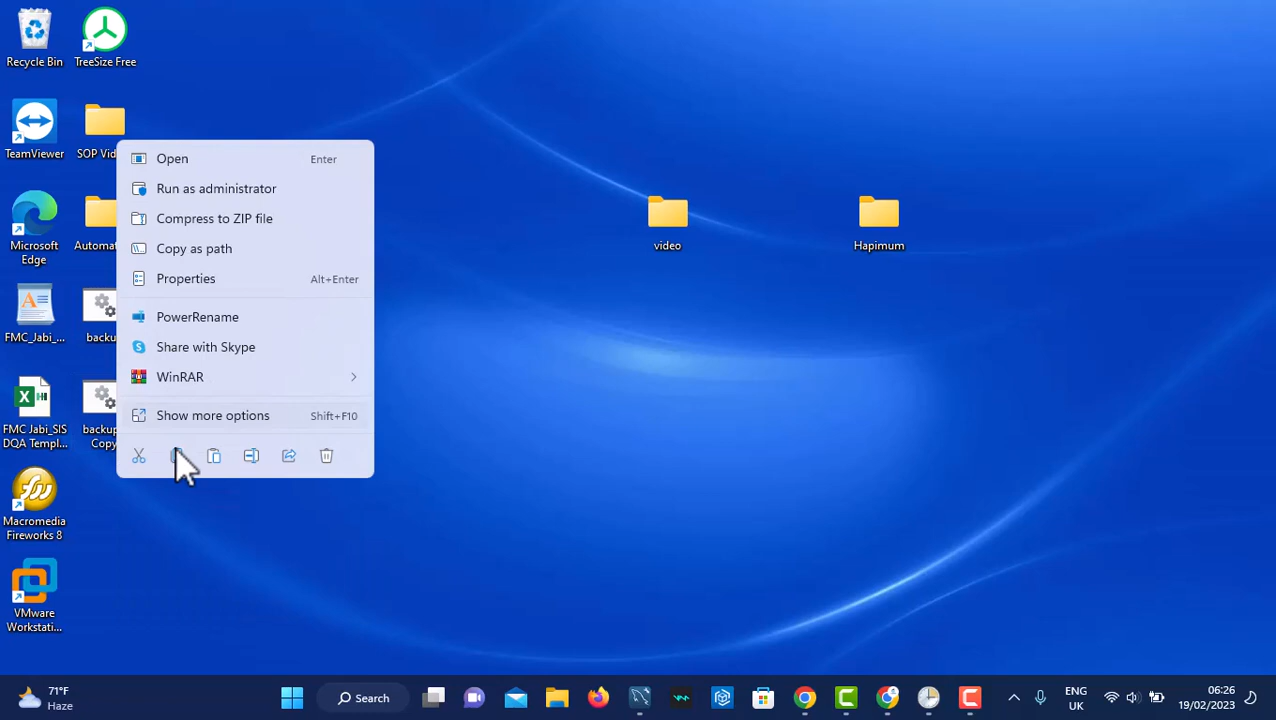 Recycle Bin
TreeSize Free
TeamViewer
SOP Vid
Microsoft
Edge
Automat
FMC_Jabi_...
backu
FMC Jabi_SIS
DQA Templ...
backup
Copy
Macromedia
Fireworks 8
VMware
Workstati...
Open Enter
Run as administrator
Compress to ZIP file
Copy as path
Properties Alt+Enter
PowerRename
Share with Skype
WinRAR
Show more options Shift+F10
video
Hapimum
71°F
Haze
Search
ENG
UK
06:26
19/02/2023